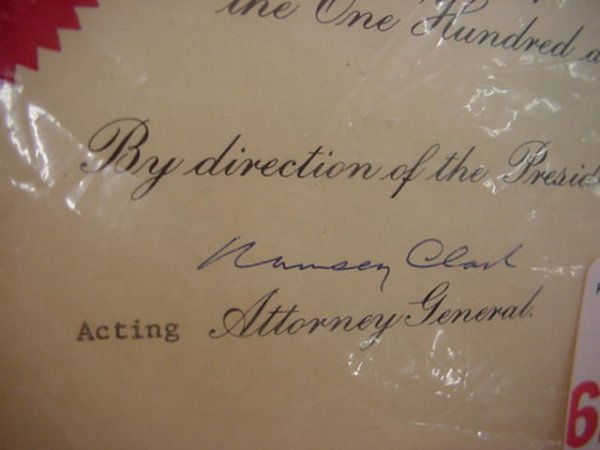 the One Hundred a
By direction of the Presid
Ramsey Clark
Acting Attorney General.
6